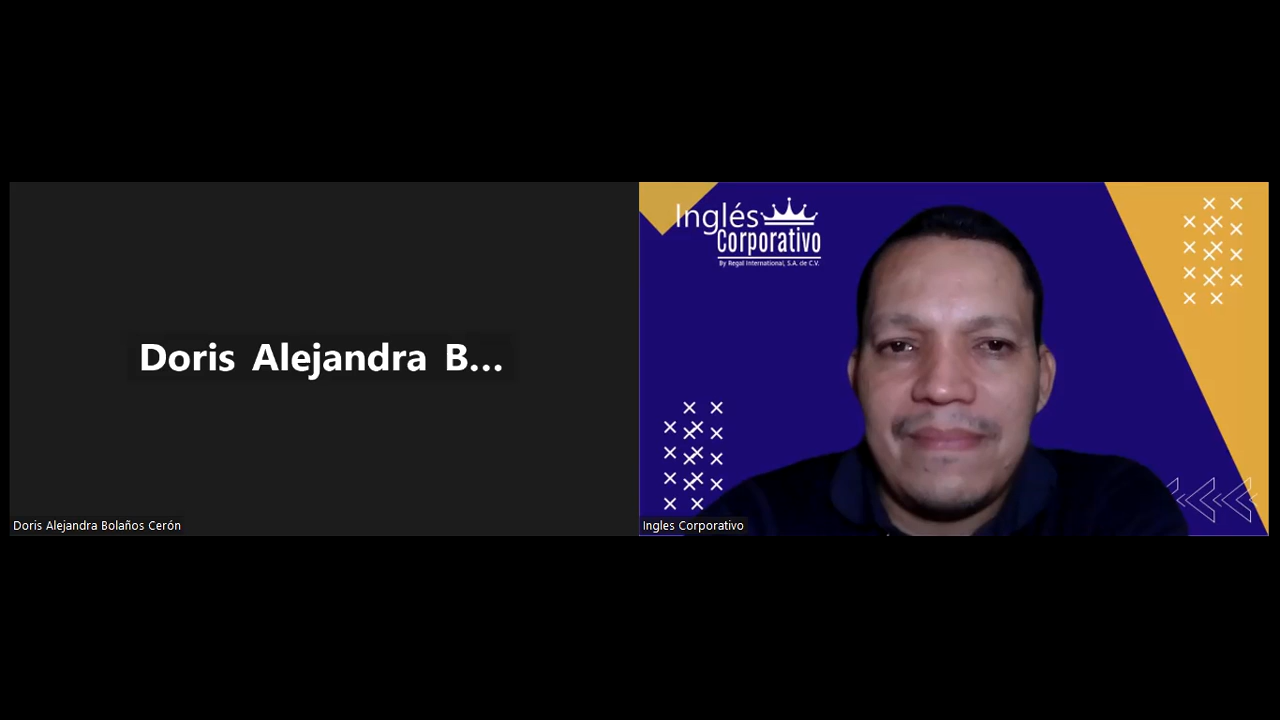 Doris Alejandra B...
Doris Alejandra Bolaños Cerón
Inglés
Corporativo
By Regal International, S.A. de C.V.
Ingles Corporativo